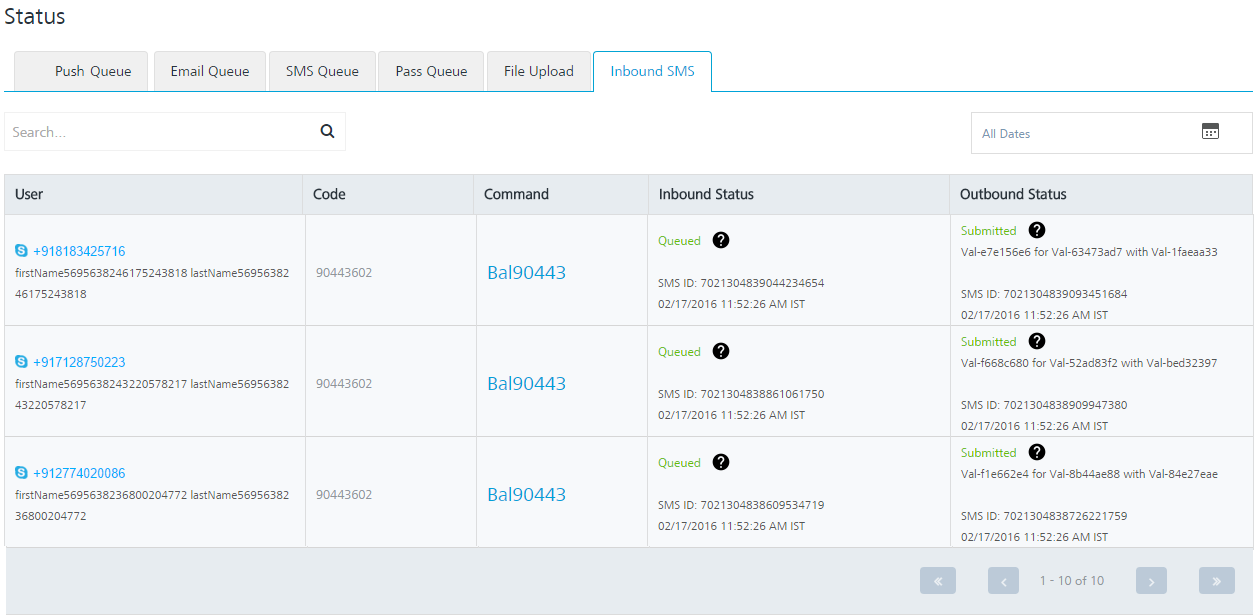 Status
Push Queue
Email Queue
SMS Queue
Pass Queue
File Upload
Inbound SMS
Search...
All Dates
User
Code
Command
Inbound Status
Outbound Status
+918183425716
firstName5695638246175243818 lastName56956382
46175243818
90443602
Bal90443
Queued
SMS ID: 7021304839044234654
02/17/2016 11:52:26 AM IST
Submitted
Val-e7e156e6 for Val-63473ad7 with Val-1faeaa33
SMS ID: 7021304839093451684
02/17/2016 11:52:26 AM IST
+917128750223
firstName5695638243220578217 lastName56956382
43220578217
90443602
Bal90443
Queued
SMS ID: 7021304838861061750
02/17/2016 11:52:26 AM IST
Submitted
Val-f668c680 for Val-52ad83f2 with Val-bed32397
SMS ID: 7021304838909947380
02/17/2016 11:52:26 AM IST
+912774020086
firstName5695638236800204772 lastName56956382
36800204772
90443602
Bal90443
Queued
SMS ID: 7021304838609534719
02/17/2016 11:52:26 AM IST
Submitted
Val-f1e662e4 for Val-8b44ae88 with Val-84e27eae
SMS ID: 7021304838726221759
02/17/2016 11:52:26 AM IST
1 - 10 of 10